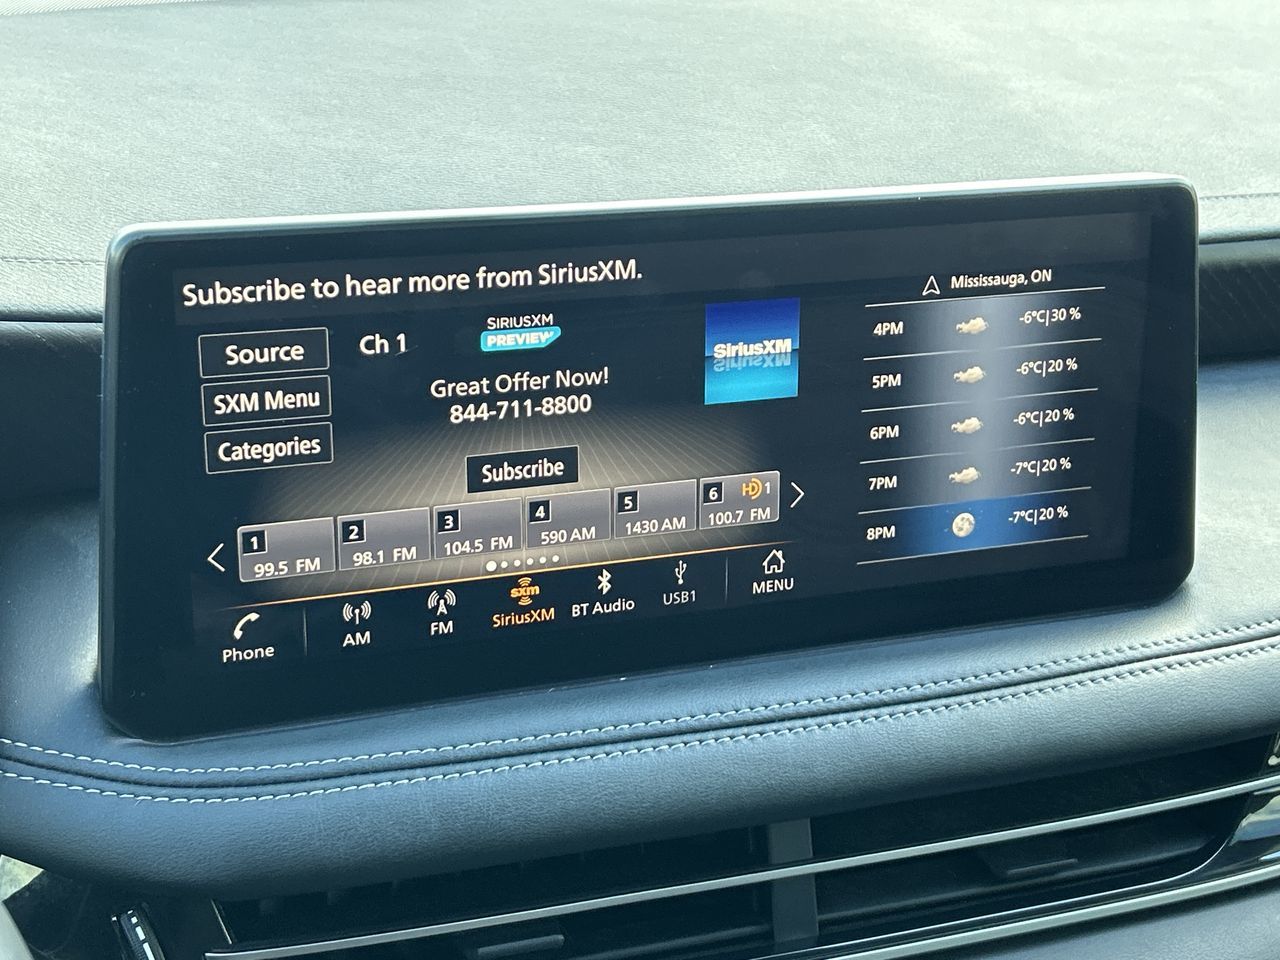 Subscribe to hear more from SiriusXM.
Source
Ch 1
SIRIUSXM
PREVIEW
SiriusXM
Great Offer Now!
844-711-8800
SXM Menu
Categories
Subscribe
1
99.5 FM
2
98.1 FM
3
104.5 FM
4
590 AM
5
1430 AM
6
HD 1
100.7 FM
Phone
AM
FM
sxm
SiriusXM
BT Audio
USB1
MENU
Mississauga, ON
4PM -6°C|30 %
5PM -6°C|20 %
6PM -6°C|20 %
7PM -7°C|20 %
8PM -7°C|20 %